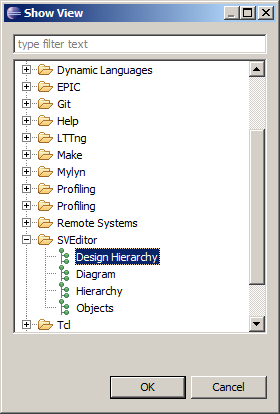 Show View
type filter text
Dynamic Languages
EPIC
Git
Help
LTTng
Make
Mylyn
Profiling
Profiling
Remote Systems
SVEditor
Design Hierarchy
Diagram
Hierarchy
Objects
Tcl
OK Cancel